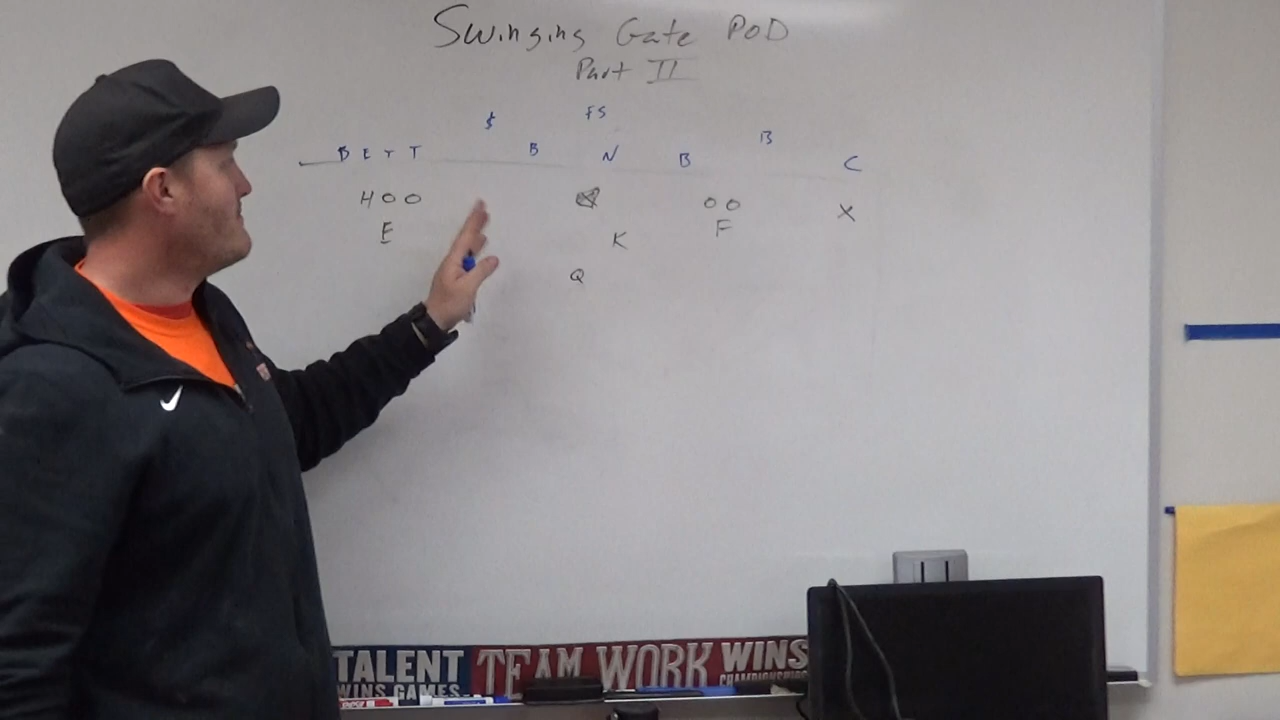 Swinging Gate POD
Part II
$ FS
B E T T B N B B C
H O O O O X
E K F
Q
TALENT TEAM WORK WINS
WINS GAMES. CHAMPIONSHIPS